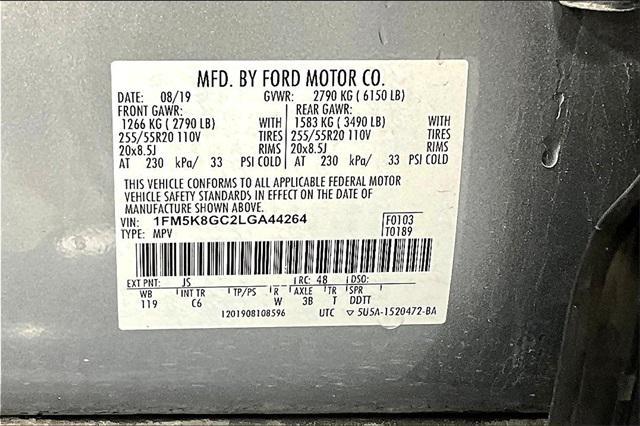 MFD. BY FORD MOTOR CO.
DATE: 08/19 GVWR: 2790 KG ( 6150 LB)
FRONT GAWR: REAR GAWR:
1266 KG ( 2790 LB) WITH 1583 KG ( 3490 LB) WITH
255/55R20 110V TIRES 255/55R20 110V TIRES
20x8.5J RIMS 20x8.5J RIMS
AT 230 kPa/ 33 PSI COLD AT 230 kPa/ 33 PSI COLD
THIS VEHICLE CONFORMS TO ALL APPLICABLE FEDERAL MOTOR
VEHICLE SAFETY STANDARDS IN EFFECT ON THE DATE OF
MANUFACTURE SHOWN ABOVE.
VIN: 1FM5K8GC2LGA44264 F0103
TYPE: MPV T0189
EXT PNT: JS RC: 48 DSO:
WB INT TR TP/PS R AXLE TR SPR
119 C6 W 3B T DDTT
1201908108596 UTC ▽ 5U5A-1520472-BA